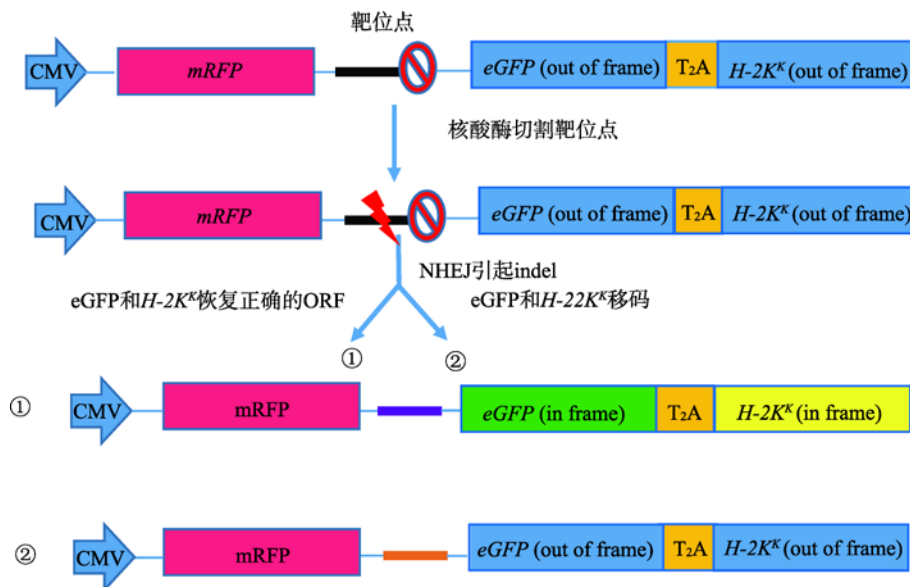 靶位点
CMV mRFP eGFP (out of frame) T₂A H-2Kᴷ (out of frame)
核酸酶切割靶位点
CMV mRFP eGFP (out of frame) T₂A H-2Kᴷ (out of frame)
NHEJ引起indel
eGFP和H-2Kᴷ恢复正确的ORF eGFP和H-22Kᴷ移码
① ②
① CMV mRFP eGFP (in frame) T₂A H-2Kᴷ (in frame)
② CMV mRFP eGFP (out of frame) T₂A H-2Kᴷ (out of frame)